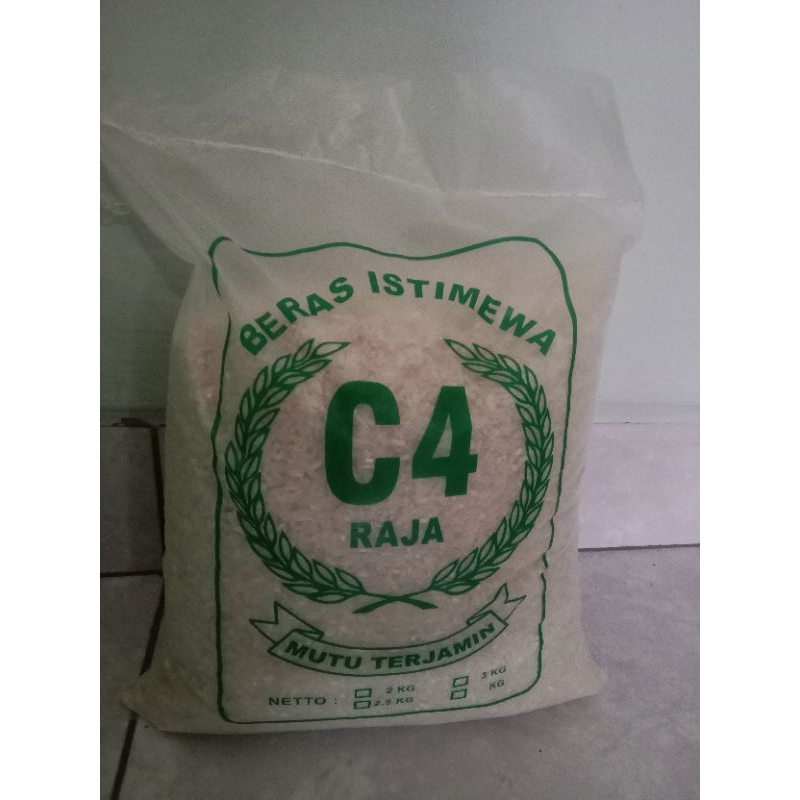 BERAS ISTIMEWA
C4
RAJA
MUTU TERJAMIN
NETTO : 2 KG 3 KG
2.5 KG KG